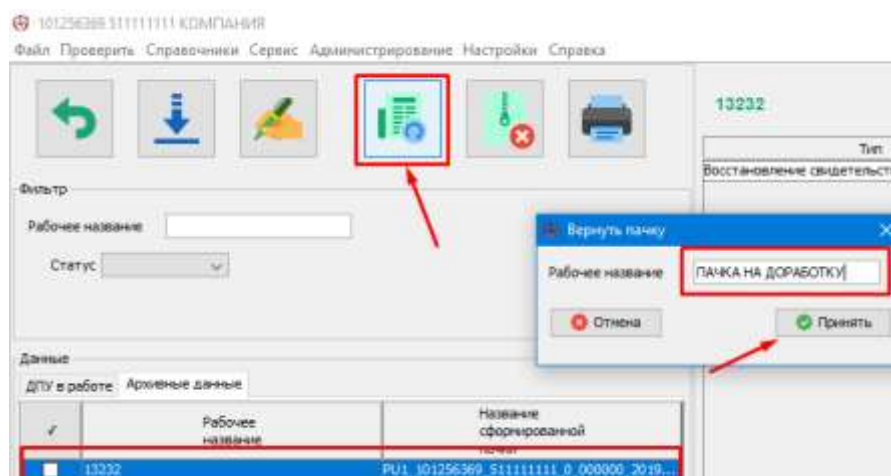 101256369 511111111 КОМПАНИЯ
Файл Проверить Справочники Сервис Администрирование Настройки Справка
13232
Тип
Восстановление свидетельст
Фильтр
Рабочее название
Статус
Вернуть пачку
Рабочее название ПАЧКА НА ДОРАБОТКУ
Отмена Принять
Данные
ДПУ в работе Архивные данные
Рабочее название
Название сформированной
13232 PU1_101256369_511111111_0_000000_2019...